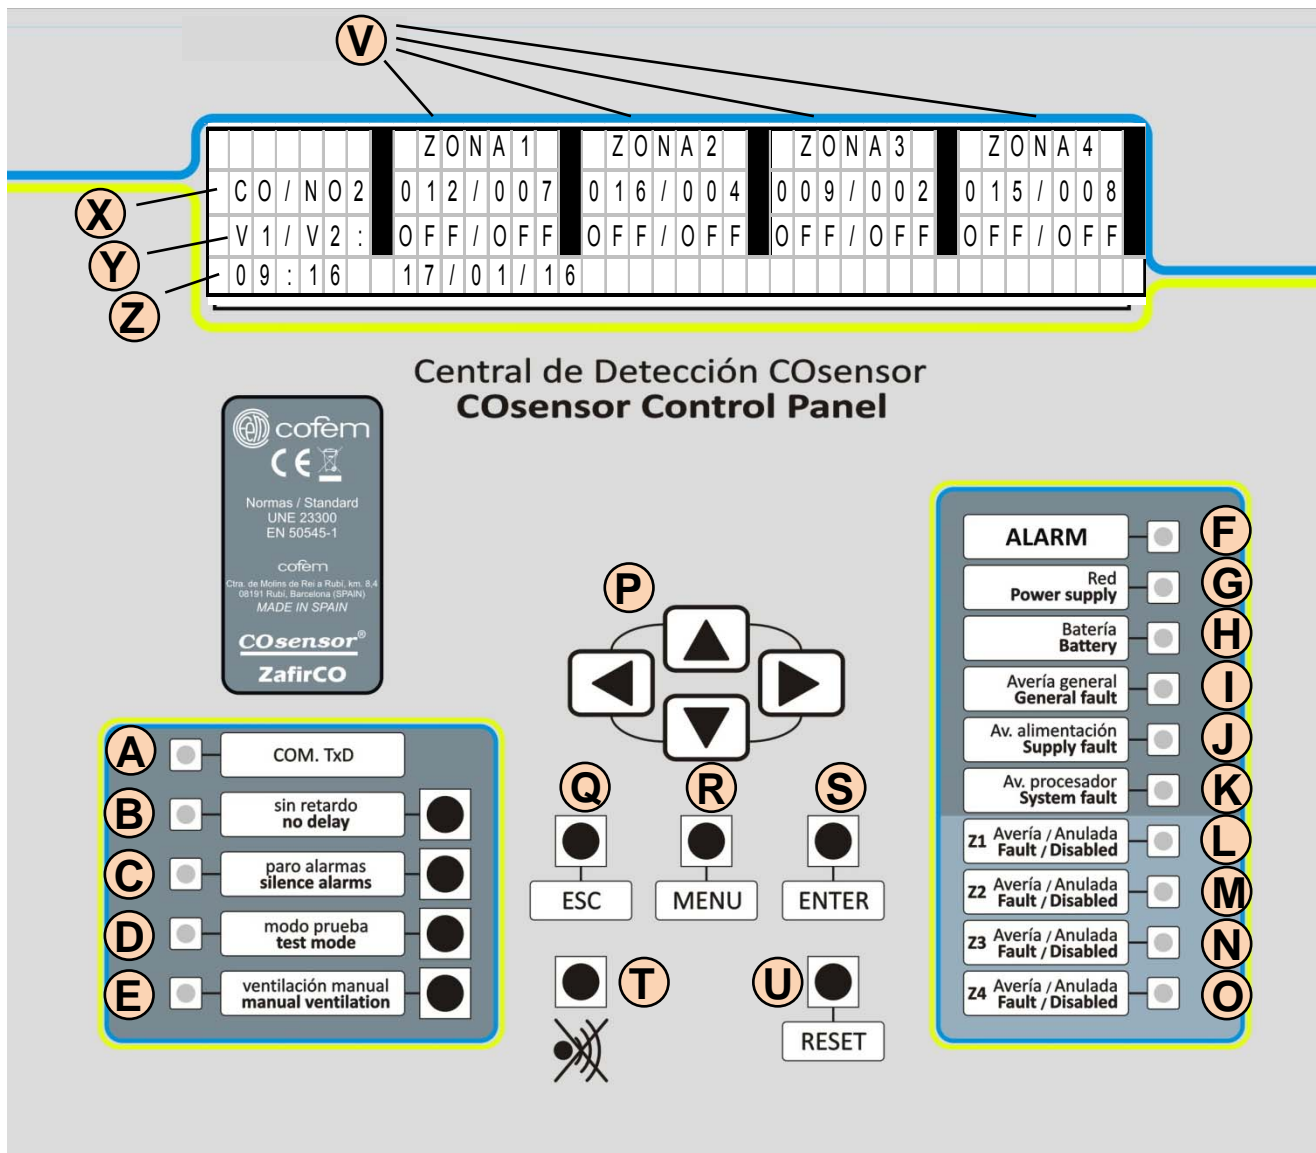 V
ZONA1 ZONA2 ZONA3 ZONA4
X CO/NO2 012/007 016/004 009/002 015/008
Y V1/V2: OFF/OFF OFF/OFF OFF/OFF OFF/OFF
Z 09:16 17/01/16
Central de Detección COsensor
COsensor Control Panel
cofem
CE
Normas / Standard
UNE 23300
EN 50545-1
cofem
Ctra. de Molins de Rei a Rubí, km. 8,4
08191 Rubí, Barcelona (SPAIN)
MADE IN SPAIN
COsensor®
ZafirCO
A COM. TxD
B sin retardo
no delay
C paro alarmas
silence alarms
D modo prueba
test mode
E ventilación manual
manual ventilation
P
Q R S
ESC MENU ENTER
T U
RESET
ALARM F
Red
Power supply G
Batería
Battery H
Avería general
General fault I
Av. alimentación
Supply fault J
Av. procesador
System fault K
Z1 Avería / Anulada
Fault / Disabled L
Z2 Avería / Anulada
Fault / Disabled M
Z3 Avería / Anulada
Fault / Disabled N
Z4 Avería / Anulada
Fault / Disabled O